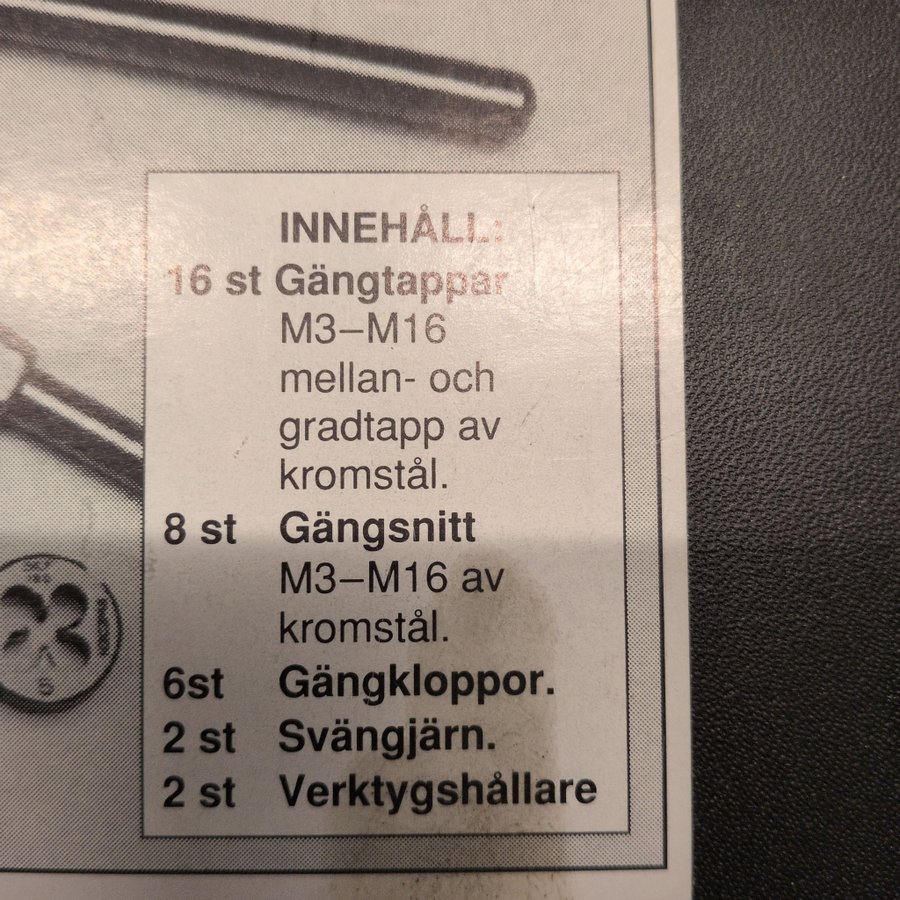 INNEHÅLL:
16 st Gängtappar
M3–M16
mellan- och
gradtapp av
kromstål.
8 st Gängsnitt
M3–M16 av
kromstål.
6st Gängkloppor.
2 st Svängjärn.
2 st Verktygshållare